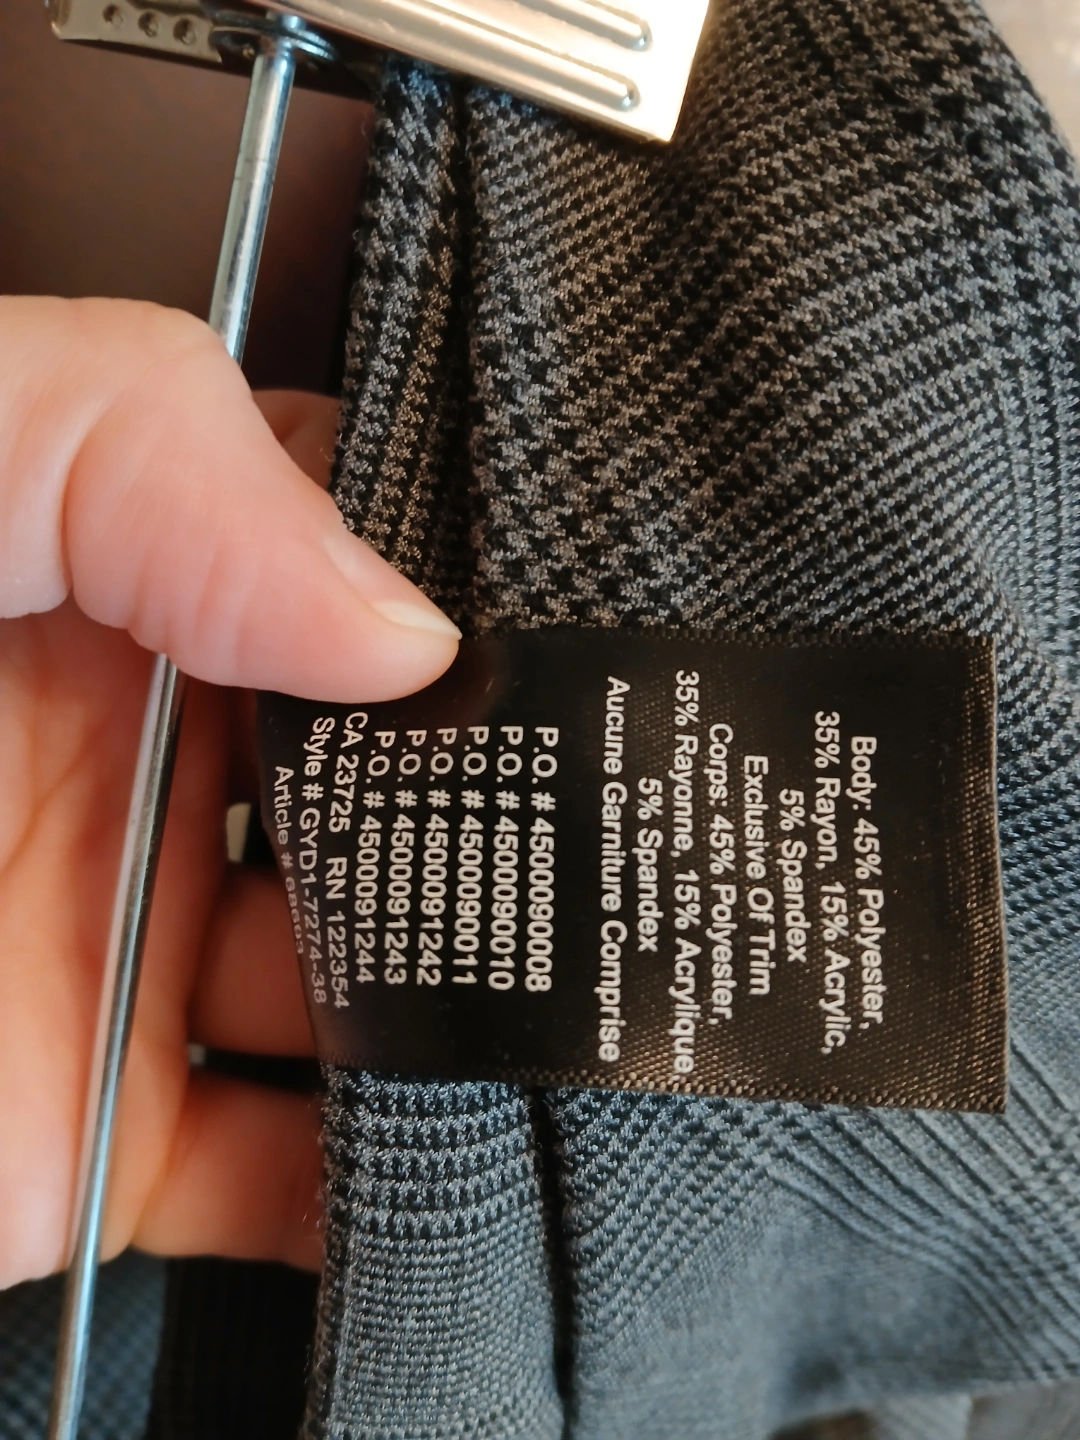 Body: 45% Polyester,
35% Rayon, 15% Acrylic,
5% Spandex
Exclusive Of Trim
Corps: 45% Polyester,
35% Rayonne, 15% Acrylique,
5% Spandex
Aucune Garniture Comprise
P.O. # 4500090008
P.O. # 4500090010
P.O. # 4500090011
P.O. # 4500091242
P.O. # 4500091243
P.O. # 4500091244
CA 23725 RN 122354
Style # GYD1-7274-38
Article #